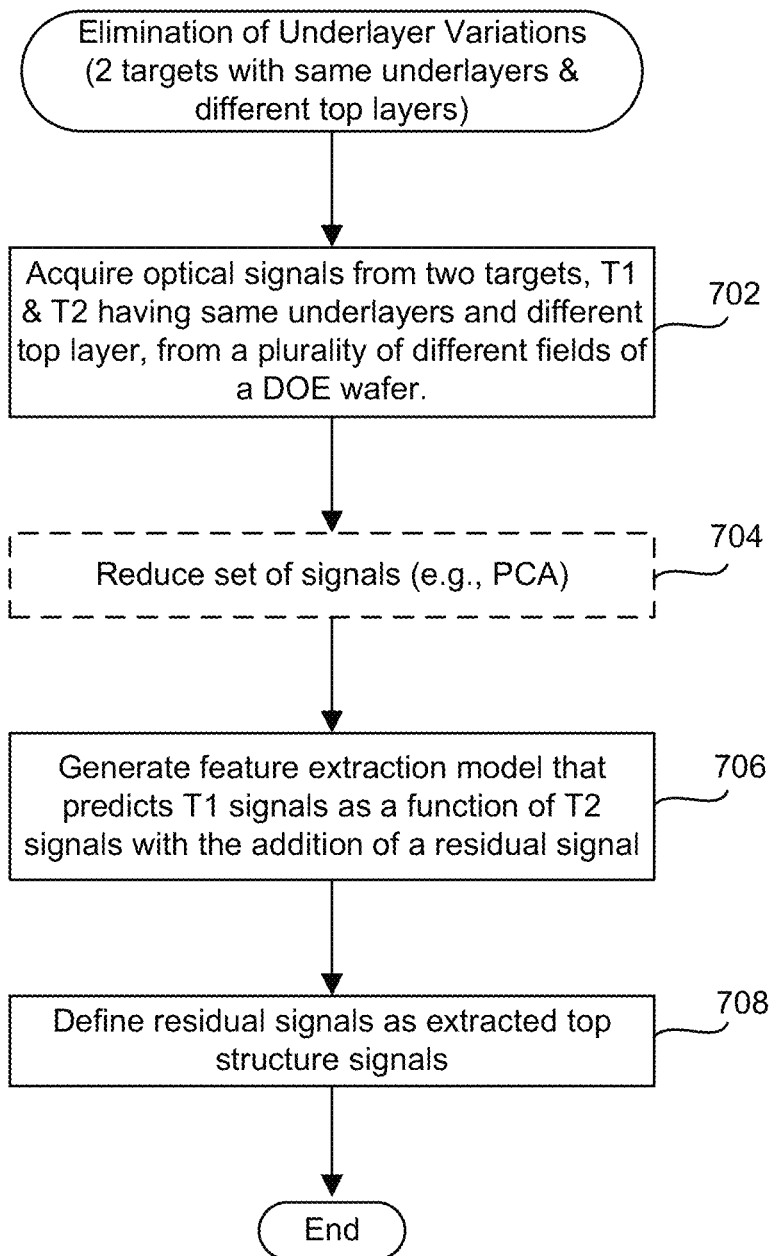 Elimination of Underlayer Variations
(2 targets with same underlayers &
different top layers)
Acquire optical signals from two targets, T1
& T2 having same underlayers and different
top layer, from a plurality of different fields of
a DOE wafer.
702
Reduce set of signals (e.g., PCA)
704
Generate feature extraction model that
predicts T1 signals as a function of T2
signals with the addition of a residual signal
706
Define residual signals as extracted top
structure signals
708
End